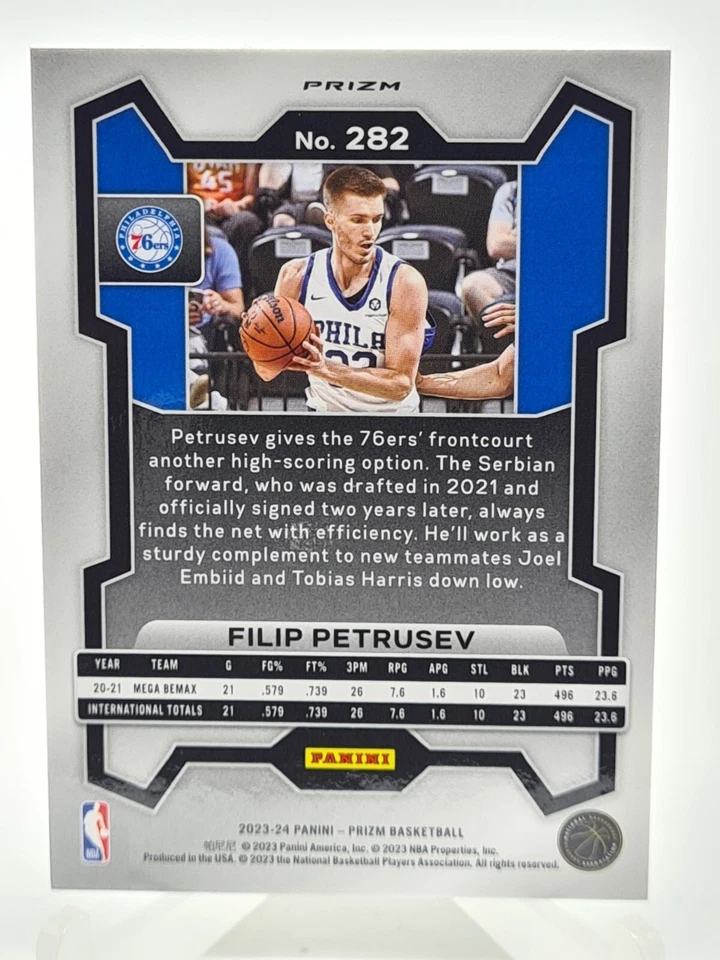 PRIZM
No. 282
45
PHILADELPHIA
76ers
PHILA
Petrusev gives the 76ers' frontcourt
another high-scoring option. The Serbian
forward, who was drafted in 2021 and
officially signed two years later, always
finds the net with efficiency. He'll work as a
sturdy complement to new teammates Joel
Embiid and Tobias Harris down low.
FILIP PETRUSEV
YEAR TEAM G FG% FT% 3PM RPG APG STL BLK PTS PPG
20-21 MEGA BEMAX 21 .579 .739 26 7.6 1.6 10 23 496 23.6
INTERNATIONAL TOTALS 21 .579 .739 26 7.6 1.6 10 23 496 23.6
PANINI
2023-24 PANINI – PRIZM BASKETBALL
帕尼尼 © 2023 Panini America, Inc. © 2023 NBA Properties, Inc.
Produced in the USA. © 2023 the National Basketball Players Association. All rights reserved.